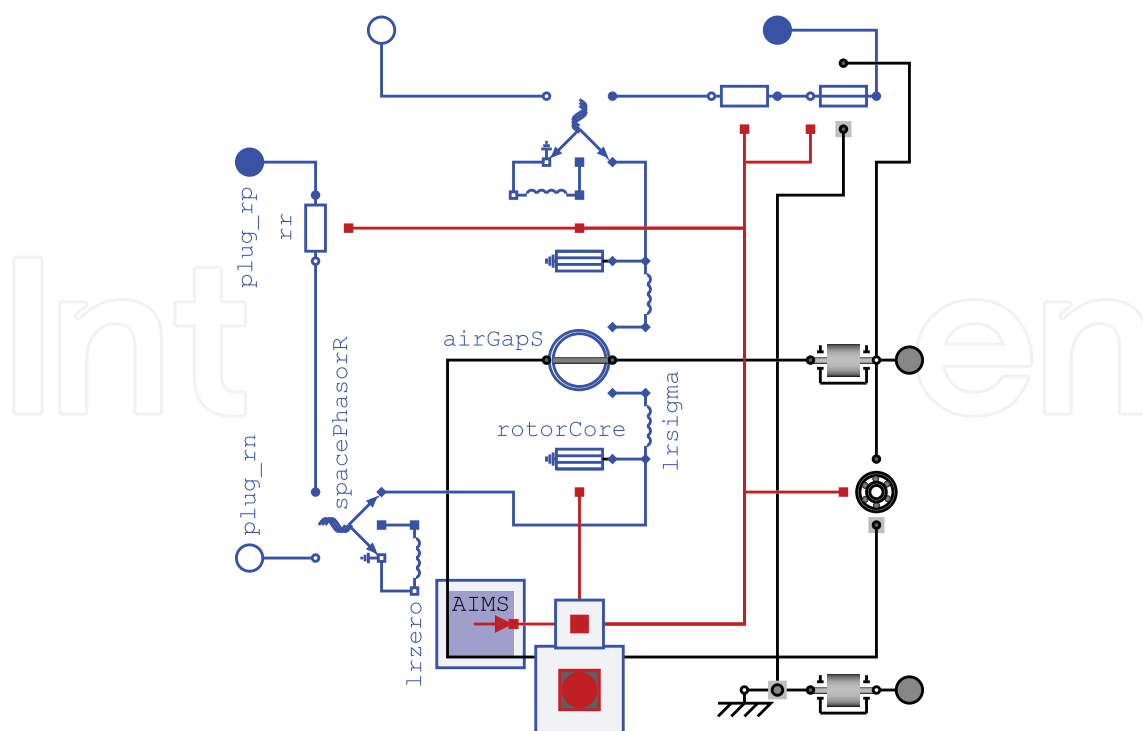 plug_rp
rr
airGapS
spacePhasorR
rotorCore
lrsigma
plug_rn
AIMS
lrzero